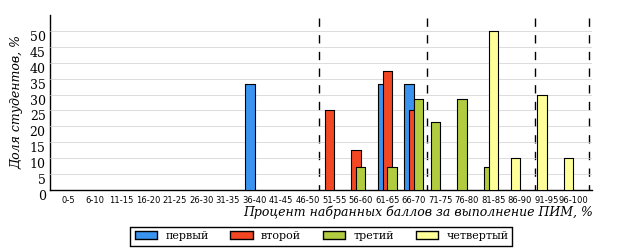 Доля студентов, %
50
45
40
35
30
25
20
15
10
5
0
0-5 6-10 11-15 16-20 21-25 26-30 31-35 36-40 41-45 46-50 51-55 56-60 61-65 66-70 71-75 76-80 81-85 86-90 91-95 96-100
Процент набранных баллов за выполнение ПИМ, %
первый второй третий четвертый